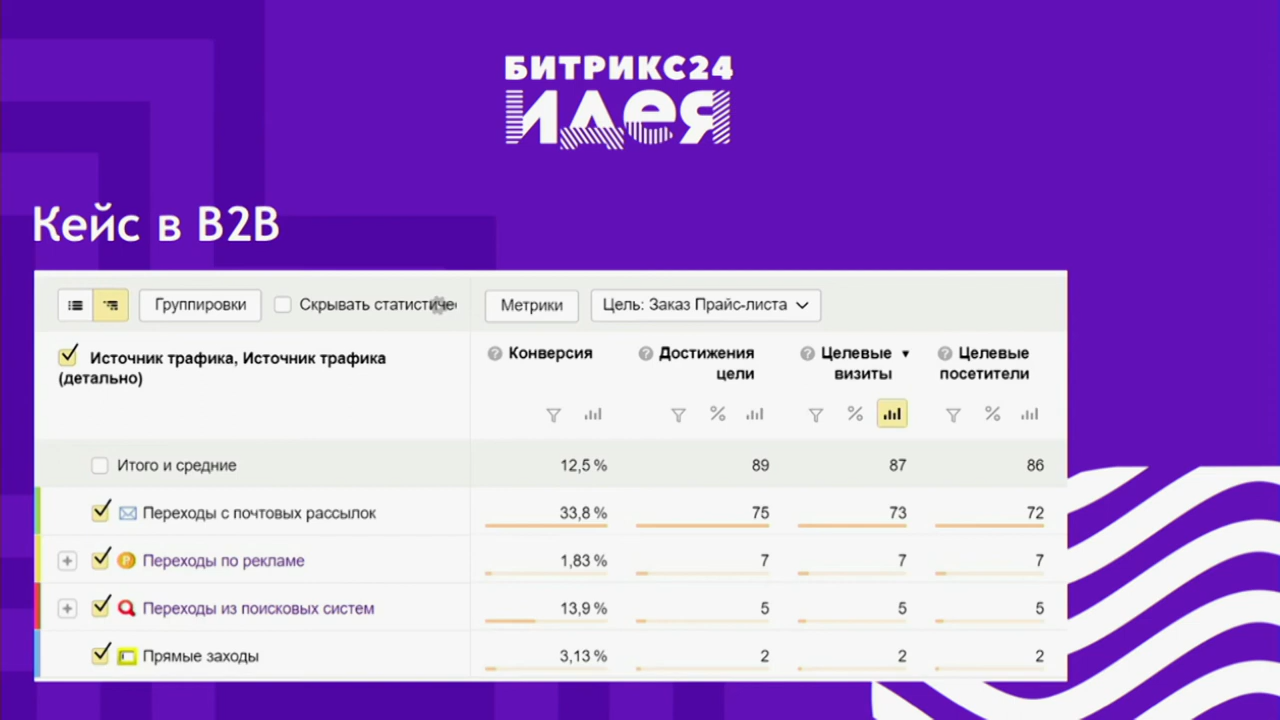 БИТРИКС24
ИДЕЯ
Кейс в B2B
Группировки Скрывать статистичес Метрики Цель: Заказ Прайс-листа
Источник трафика, Источник трафика (детально) Конверсия Достижения цели Целевые визиты Целевые посетители
Итого и средние 12,5 % 89 87 86
Переходы с почтовых рассылок 33,8 % 75 73 72
Переходы по рекламе 1,83 % 7 7 7
Переходы из поисковых систем 13,9 % 5 5 5
Прямые заходы 3,13 % 2 2 2